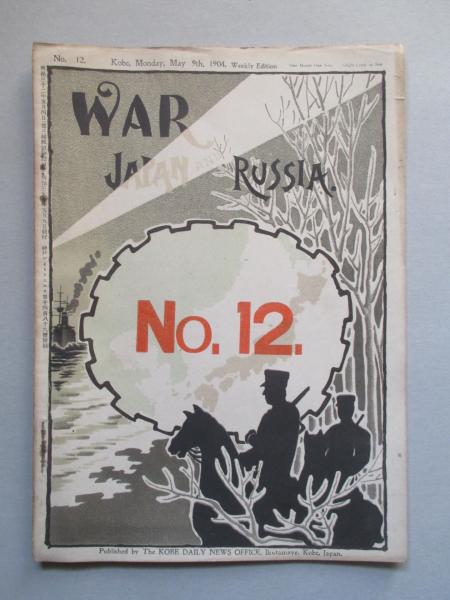 No. 12. Kobe, Monday, May 9th, 1904, Weekly Edition
WAR
JAPAN AND RUSSIA.
No. 12.
Published by The KOBE DAILY NEWS OFFICE, Ikutamaye, Kobe, Japan.